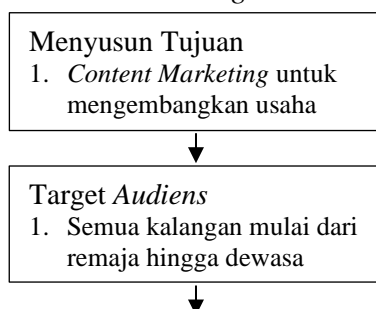 Menyusun Tujuan
1. Content Marketing untuk
mengembangkan usaha
Target Audiens
1. Semua kalangan mulai dari
remaja hingga dewasa